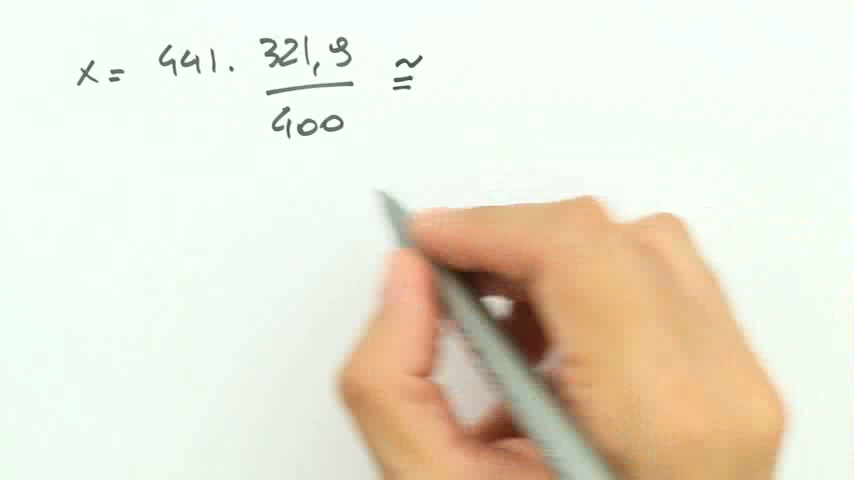 x = 441 . 321,9 ≅
400